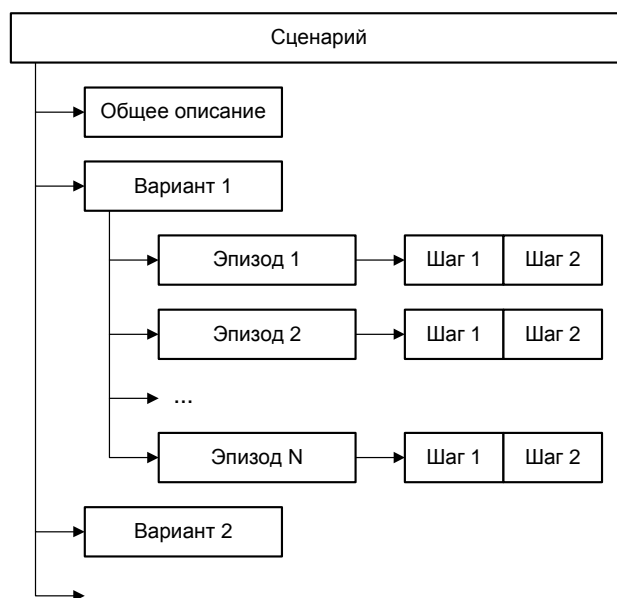 Сценарий
Общее описание
Вариант 1
Эпизод 1 Шаг 1 Шаг 2
Эпизод 2 Шаг 1 Шаг 2
...
Эпизод N Шаг 1 Шаг 2
Вариант 2